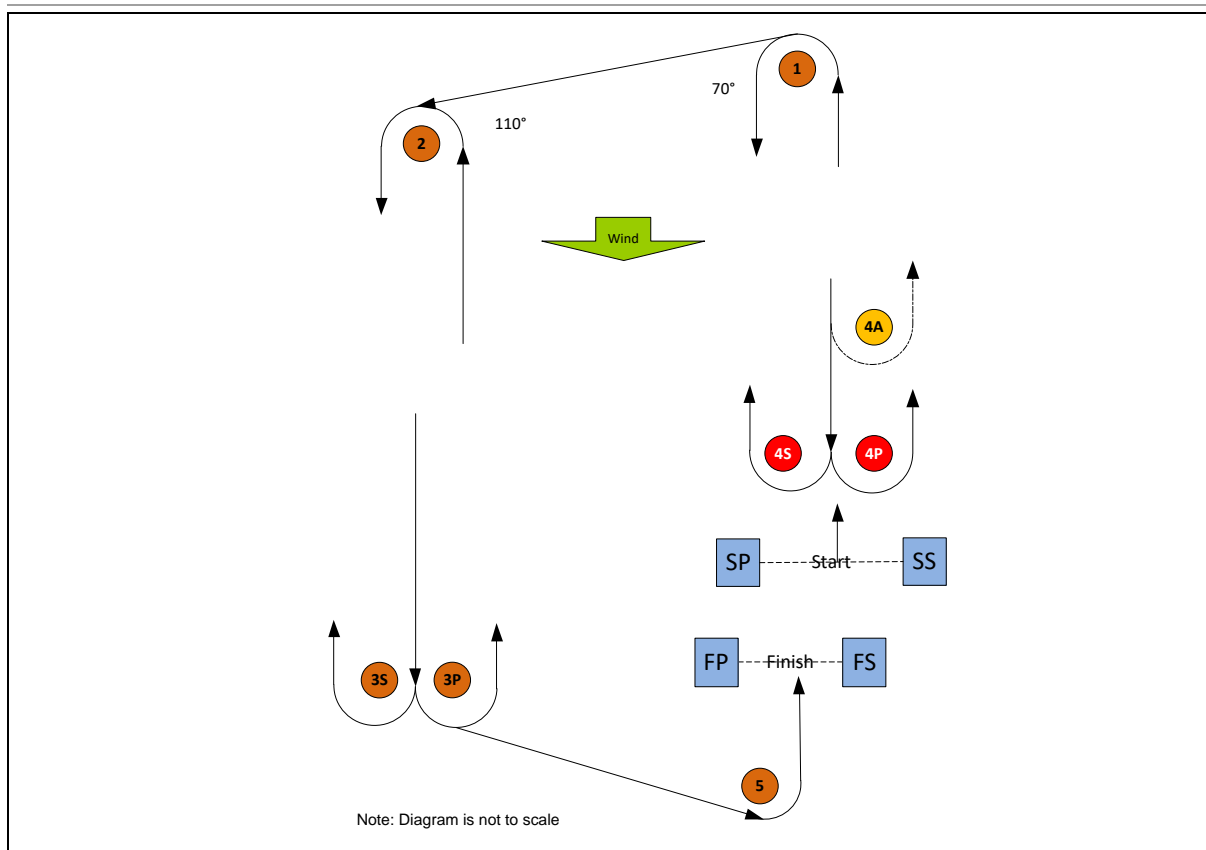 1
70°
110°
2
Wind
4A
4S
4P
SP
Start
SS
FP
Finish
FS
3S
3P
5
Note: Diagram is not to scale